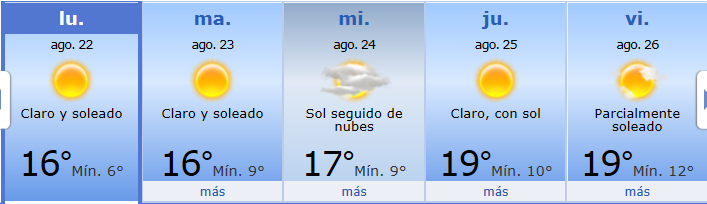 lu.
ago. 22
Claro y soleado
16° Mín. 6°
ma.
ago. 23
Claro y soleado
16° Mín. 9°
más
mi.
ago. 24
Sol seguido de
nubes
17° Mín. 9°
más
ju.
ago. 25
Claro, con sol
19° Mín. 10°
más
vi.
ago. 26
Parcialmente
soleado
19° Mín. 12°
más